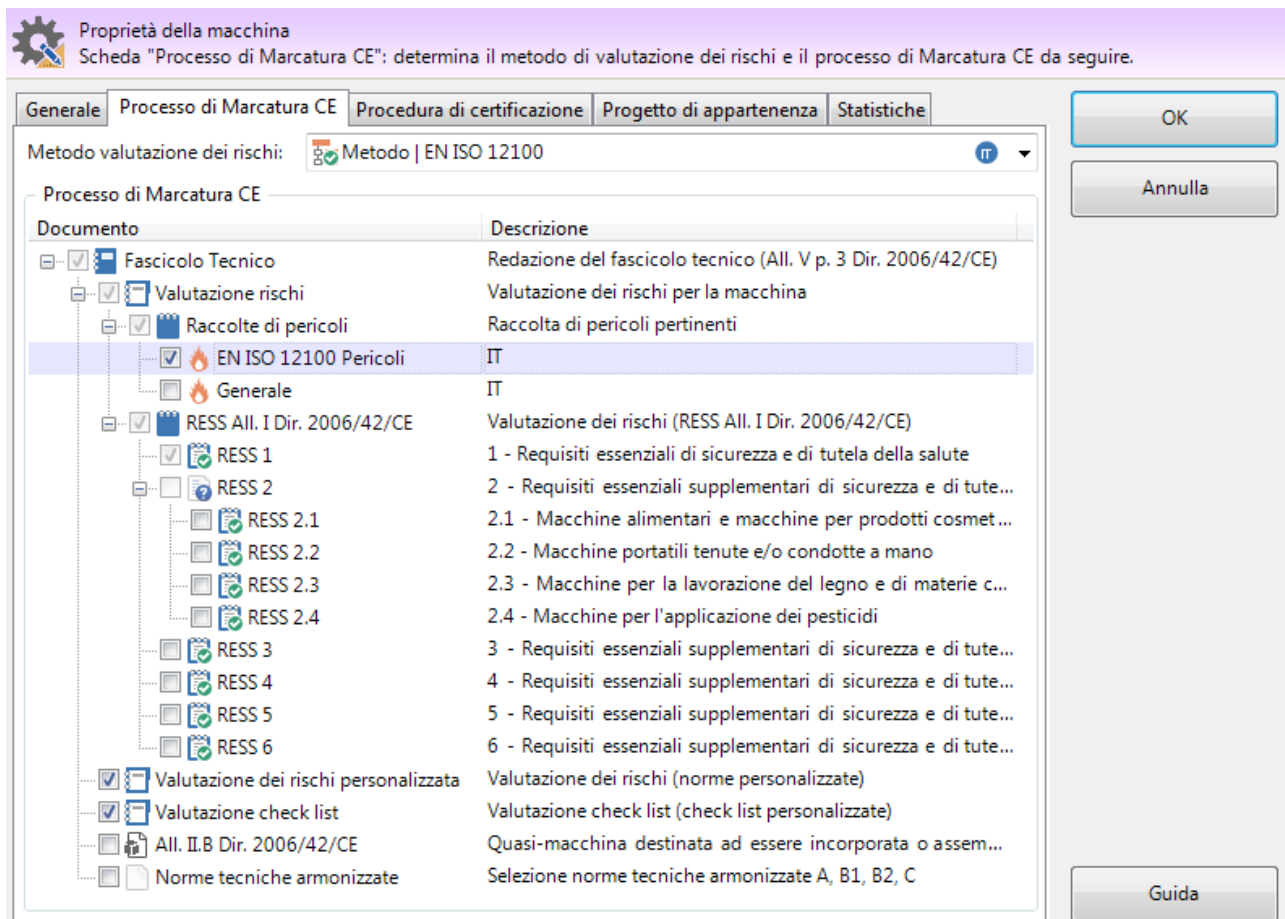 Proprietà della macchina
Scheda "Processo di Marcatura CE": determina il metodo di valutazione dei rischi e il processo di Marcatura CE da seguire.
Generale Processo di Marcatura CE Procedura di certificazione Progetto di appartenenza Statistiche
OK
Metodo valutazione dei rischi: Metodo | EN ISO 12100 IT
Annulla
Processo di Marcatura CE
Documento Descrizione
Fascicolo Tecnico Redazione del fascicolo tecnico (All. V p. 3 Dir. 2006/42/CE)
Valutazione rischi Valutazione dei rischi per la macchina
Raccolte di pericoli Raccolta di pericoli pertinenti
EN ISO 12100 Pericoli IT
Generale IT
RESS All. I Dir. 2006/42/CE Valutazione dei rischi (RESS All. I Dir. 2006/42/CE)
RESS 1 1 - Requisiti essenziali di sicurezza e di tutela della salute
RESS 2 2 - Requisiti essenziali supplementari di sicurezza e di tute...
RESS 2.1 2.1 - Macchine alimentari e macchine per prodotti cosmet...
RESS 2.2 2.2 - Macchine portatili tenute e/o condotte a mano
RESS 2.3 2.3 - Macchine per la lavorazione del legno e di materie c...
RESS 2.4 2.4 - Macchine per l'applicazione dei pesticidi
RESS 3 3 - Requisiti essenziali supplementari di sicurezza e di tute...
RESS 4 4 - Requisiti essenziali supplementari di sicurezza e di tute...
RESS 5 5 - Requisiti essenziali supplementari di sicurezza e di tute...
RESS 6 6 - Requisiti essenziali supplementari di sicurezza e di tute...
Valutazione dei rischi personalizzata Valutazione dei rischi (norme personalizzate)
Valutazione check list Valutazione check list (check list personalizzate)
All. II.B Dir. 2006/42/CE Quasi-macchina destinata ad essere incorporata o assem...
Norme tecniche armonizzate Selezione norme tecniche armonizzate A, B1, B2, C
Guida